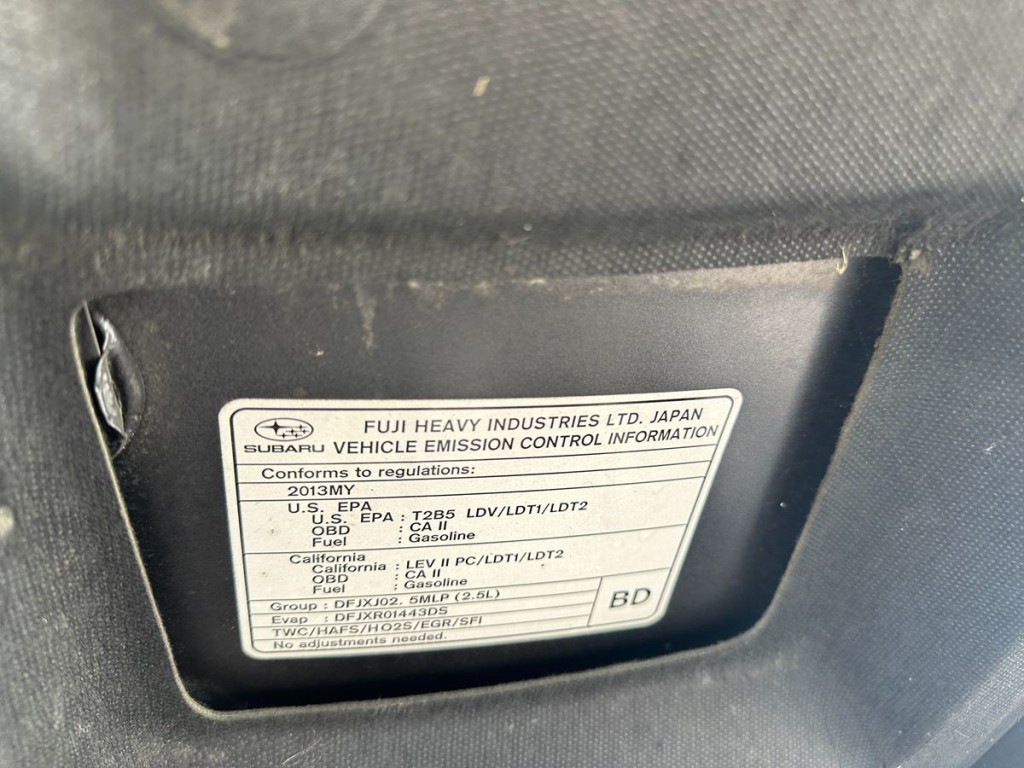 FUJI HEAVY INDUSTRIES LTD. JAPAN
SUBARU VEHICLE EMISSION CONTROL INFORMATION
Conforms to regulations:
2013MY
U.S. EPA
U.S. EPA : T2B5 LDV/LDT1/LDT2
OBD : CA II
Fuel : Gasoline
California
California : LEV II PC/LDT1/LDT2
OBD : CA II
Fuel : Gasoline
Group : DFJXJ02. 5MLP (2.5L)
Evap : DFJXR01443DS
TWC/HAFS/HO2S/EGR/SFI
No adjustments needed.
BD